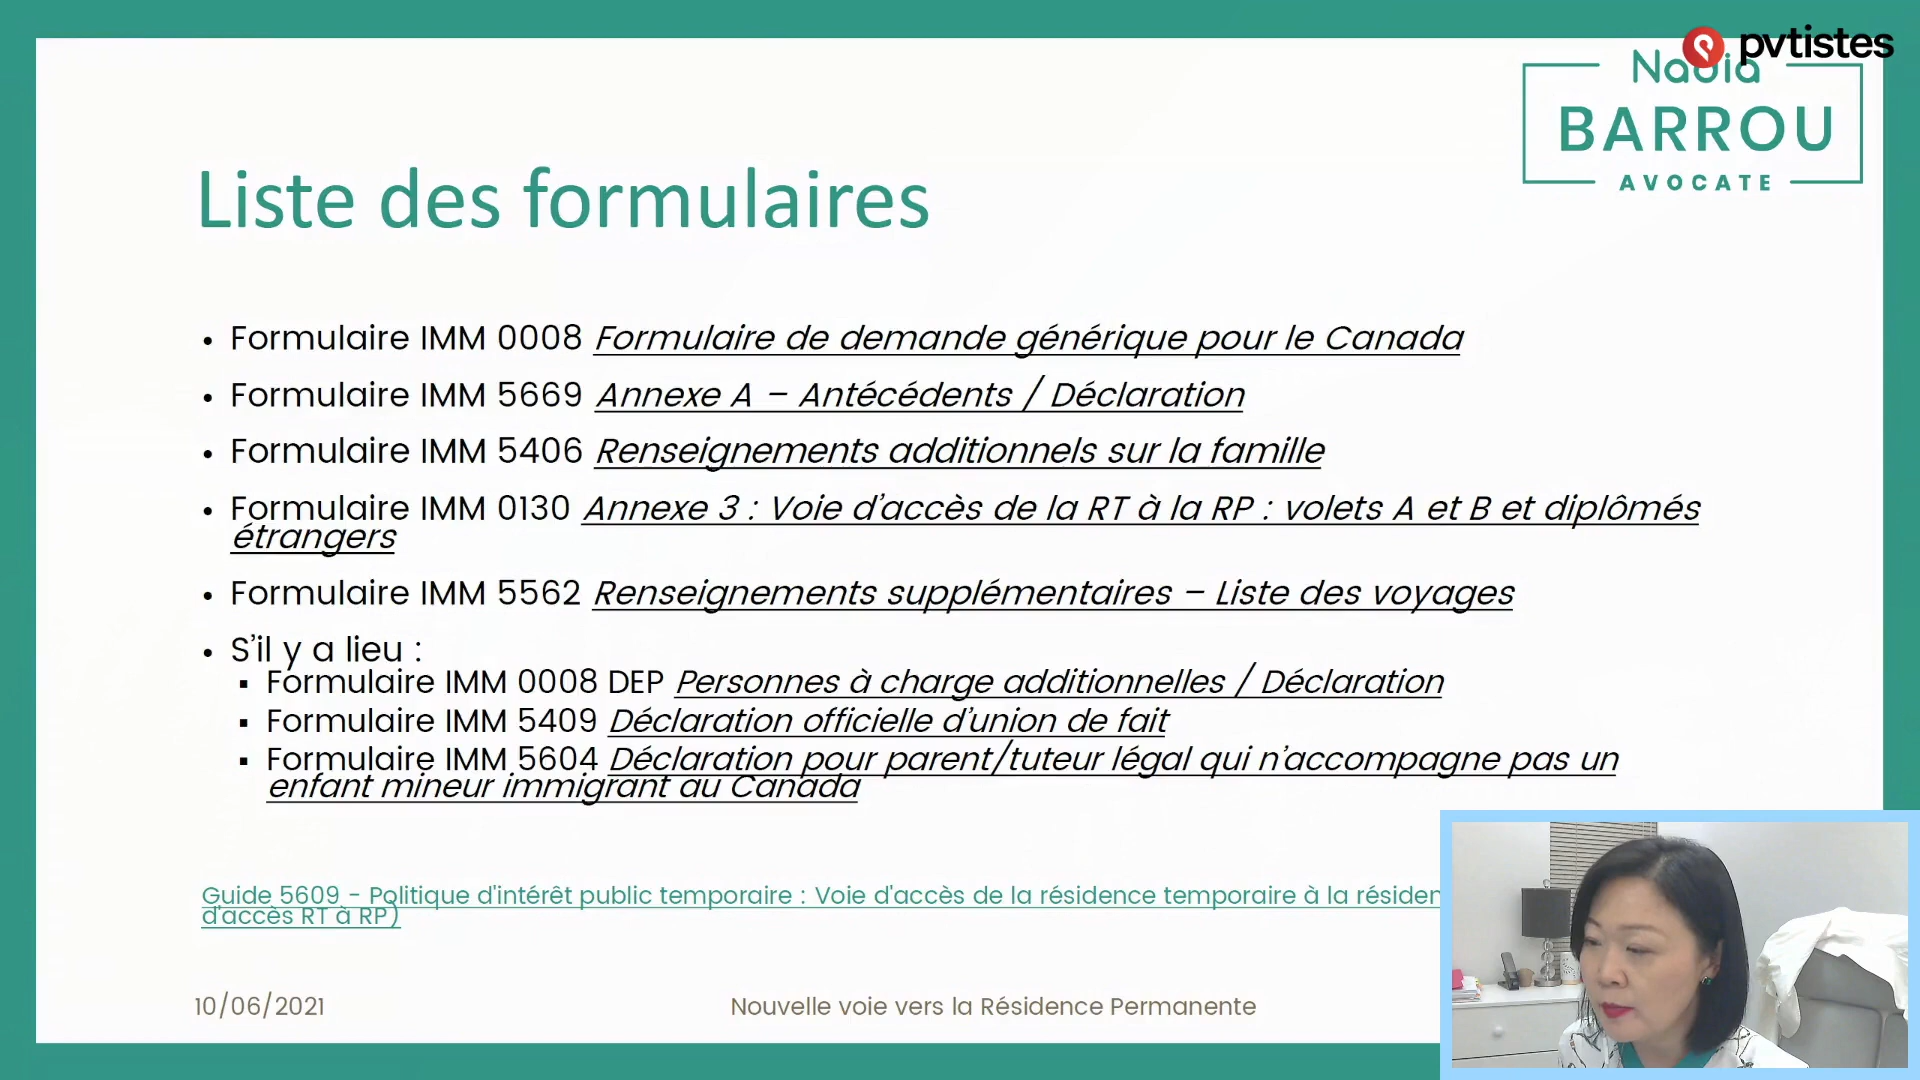 pvtistes
Nadia
BARROU
AVOCATE
Liste des formulaires
• Formulaire IMM 0008 Formulaire de demande générique pour le Canada
• Formulaire IMM 5669 Annexe A – Antécédents / Déclaration
• Formulaire IMM 5406 Renseignements additionnels sur la famille
• Formulaire IMM 0130 Annexe 3 : Voie d’accès de la RT à la RP : volets A et B et diplômés
étrangers
• Formulaire IMM 5562 Renseignements supplémentaires – Liste des voyages
• S’il y a lieu :
▪ Formulaire IMM 0008 DEP Personnes à charge additionnelles / Déclaration
▪ Formulaire IMM 5409 Déclaration officielle d’union de fait
▪ Formulaire IMM 5604 Déclaration pour parent/tuteur légal qui n’accompagne pas un
enfant mineur immigrant au Canada
Guide 5609 - Politique d'intérêt public temporaire : Voie d'accès de la résidence temporaire à la résiden
d'accès RT à RP)
10/06/2021
Nouvelle voie vers la Résidence Permanente